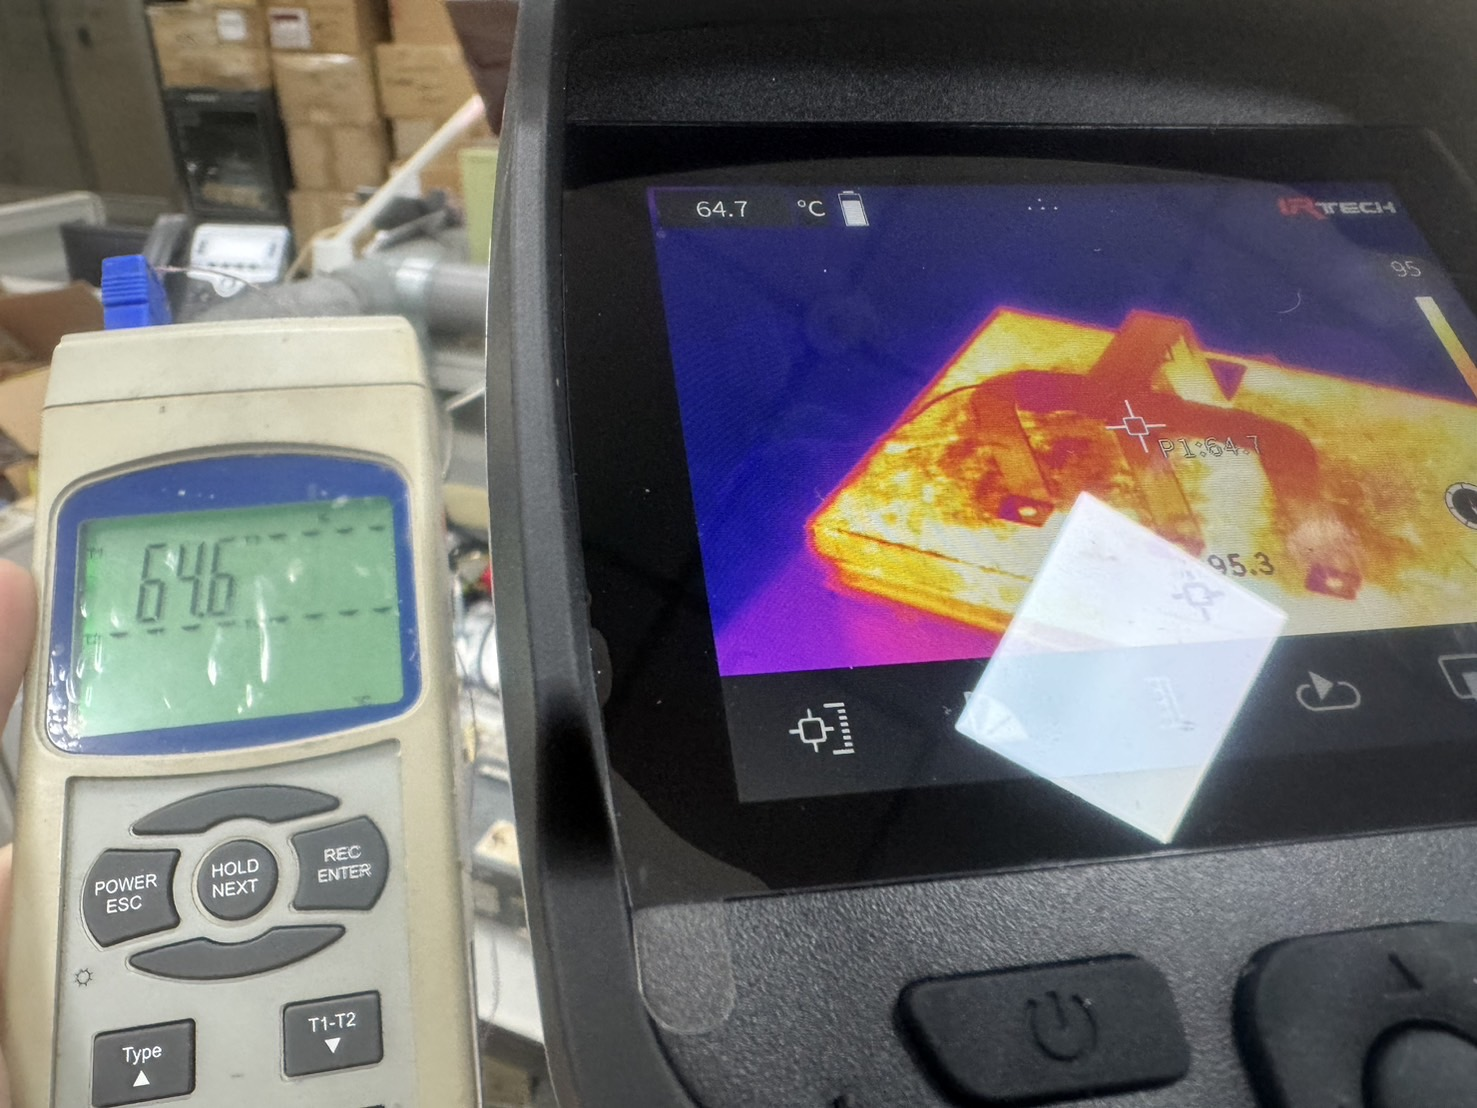 64.7 °C
IRTECH
95
P1:64.7
95.3
64.6
POWER
ESC
HOLD
NEXT
REC
ENTER
Type
T1-T2